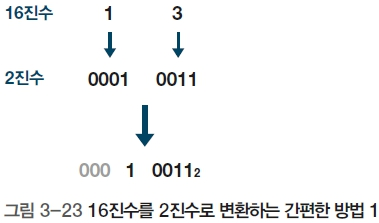 16진수 1 3
2진수 0001 0011
000 1 0011₂
그림 3-23 16진수를 2진수로 변환하는 간편한 방법 1